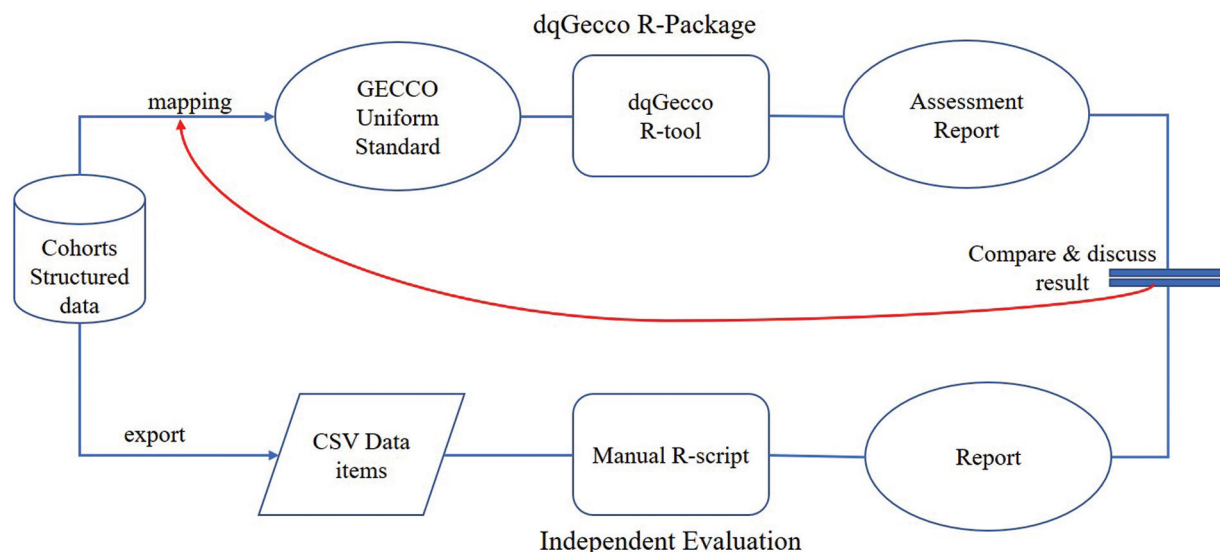 dqGecco R-Package
mapping
GECCO
Uniform
Standard
dqGecco
R-tool
Assessment
Report
Cohorts
Structured
data
Compare & discuss
result
export
CSV Data
items
Manual R-script
Report
Independent Evaluation